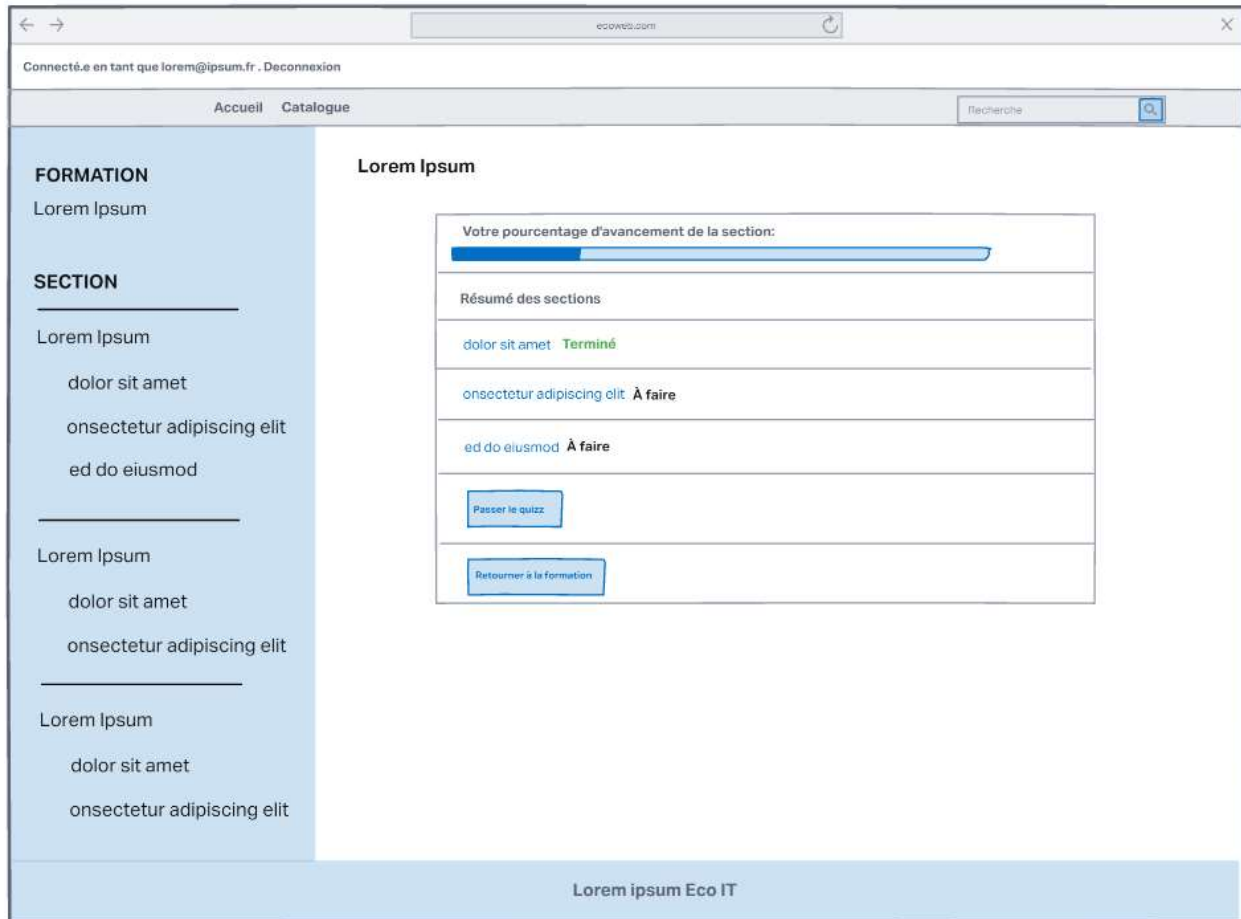 ecoweb.com
Connecté.e en tant que lorem@ipsum.fr . Deconnexion
Accueil Catalogue
Recherche
FORMATION
Lorem Ipsum
SECTION
Lorem Ipsum
dolor sit amet
onsectetur adipiscing elit
ed do eiusmod
Lorem Ipsum
dolor sit amet
onsectetur adipiscing elit
Lorem Ipsum
dolor sit amet
onsectetur adipiscing elit
Lorem Ipsum
Votre pourcentage d'avancement de la section:
Résumé des sections
dolor sit amet Terminé
onsectetur adipiscing elit À faire
ed do eiusmod À faire
Passer le quizz
Retourner à la formation
Lorem ipsum Eco IT